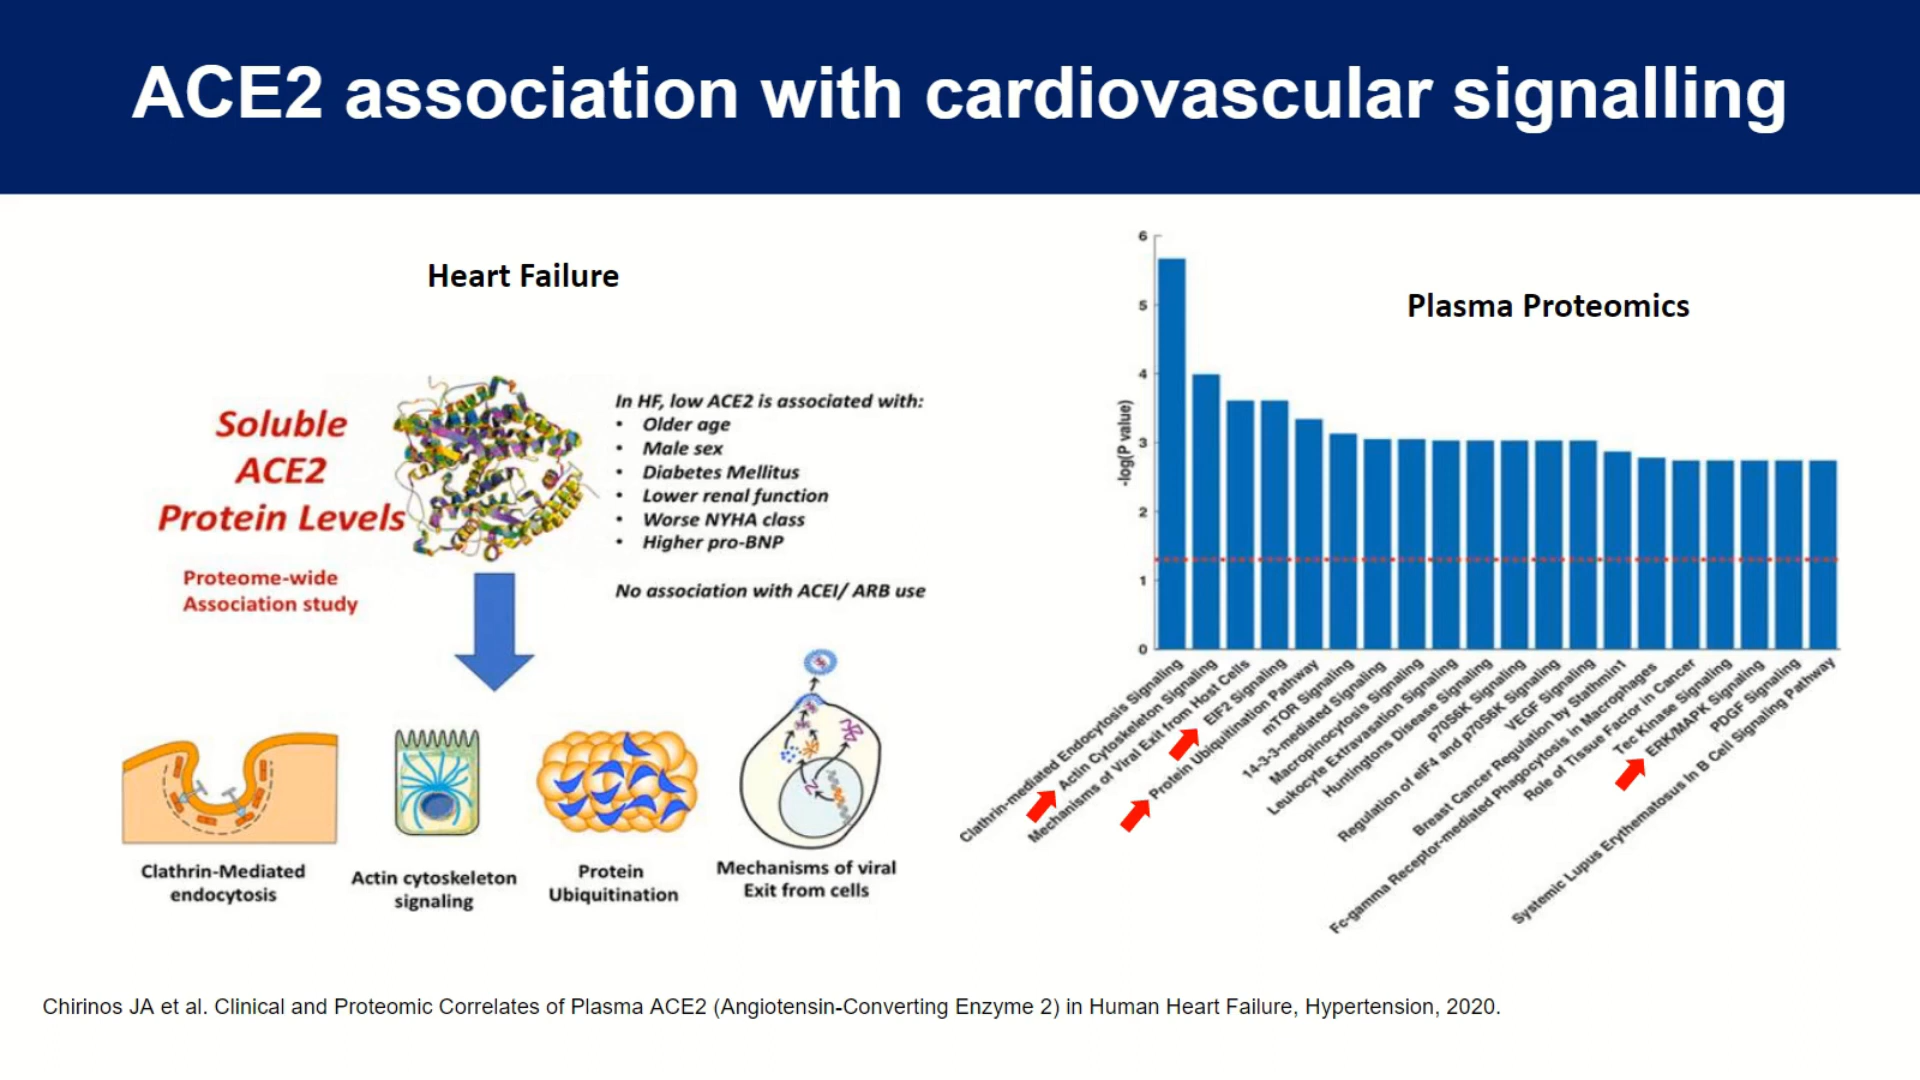 ACE2 association with cardiovascular signalling
Heart Failure
Soluble
ACE2
Protein Levels
Proteome-wide
Association study
In HF, low ACE2 is associated with:
• Older age
• Male sex
• Diabetes Mellitus
• Lower renal function
• Worse NYHA class
• Higher pro-BNP
No association with ACEI/ ARB use
Clathrin-Mediated
endocytosis
Actin cytoskeleton
signaling
Protein
Ubiquitination
Mechanisms of viral
Exit from cells
Plasma Proteomics
-log(P value)
6
5
4
3
2
1
0
Clathrin-mediated Endocytosis Signaling
Actin Cytoskeleton Signaling
Mechanisms of Viral Exit from Host Cells
EIF2 Signaling
Protein Ubiquitination Pathway
mTOR Signaling
14-3-3-mediated Signaling
Macropinocytosis Signaling
Leukocyte Extravasation Signaling
Huntingtons Disease Signaling
p70S6K Signaling
Regulation of eIF4 and p70S6K Signaling
VEGF Signaling
Breast Cancer Regulation by Stathmin1
Fc-gamma Receptor-mediated Phagocytosis in Macrophages
Role of Tissue Factor in Cancer
Tec Kinase Signaling
ERK/MAPK Signaling
PDGF Signaling
Systemic Lupus Erythematosus In B Cell Signaling Pathway
Chirinos JA et al. Clinical and Proteomic Correlates of Plasma ACE2 (Angiotensin-Converting Enzyme 2) in Human Heart Failure, Hypertension, 2020.